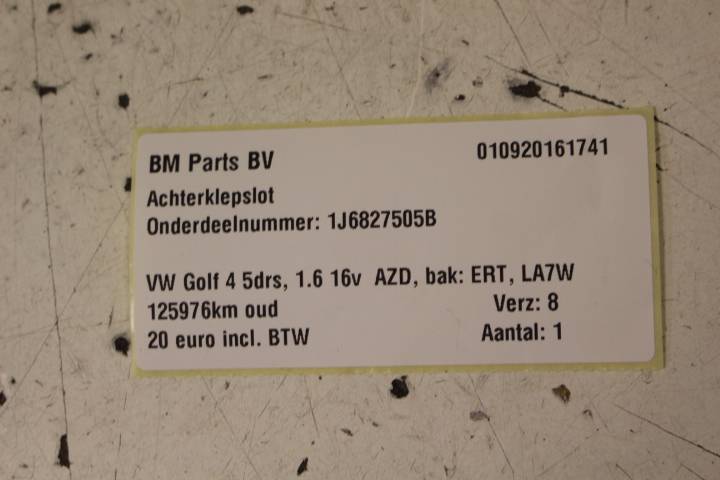 BM Parts BV 010920161741
Achterklepslot
Onderdeelnummer: 1J6827505B
VW Golf 4 5drs, 1.6 16v AZD, bak: ERT, LA7W
125976km oud Verz: 8
20 euro incl. BTW Aantal: 1